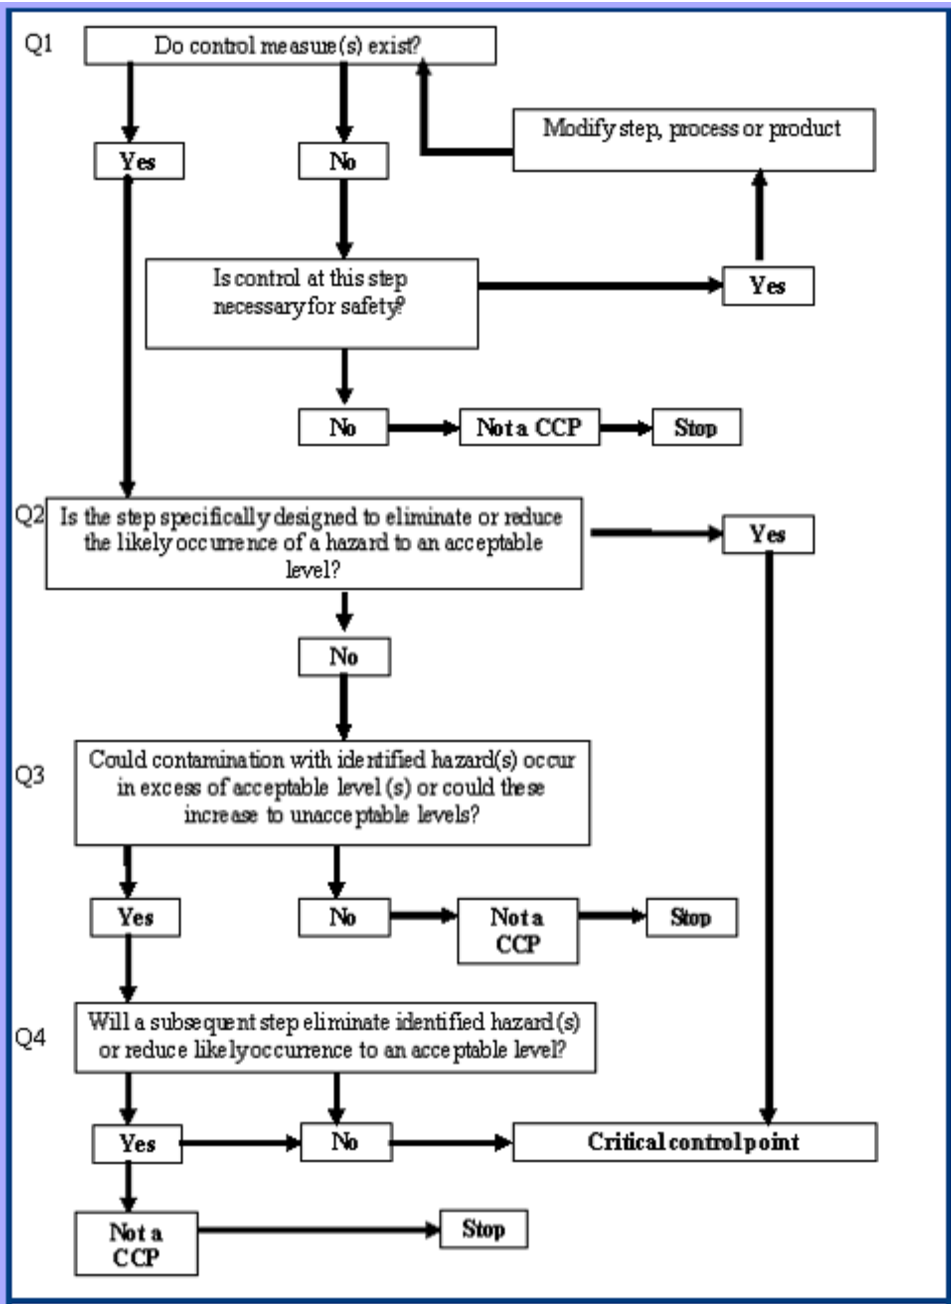 Q1
Do control measure(s) exist?
Modify step, process or product
Yes
No
Is control at this step
necessary for safety?
Yes
No
Not a CCP
Stop
Q2
Is the step specifically designed to eliminate or reduce
the likely occurrence of a hazard to an acceptable
level?
Yes
No
Q3
Could contamination with identified hazard(s) occur
in excess of acceptable level (s) or could these
increase to unacceptable levels?
Yes
No
Not a
CCP
Stop
Q4
Will a subsequent step eliminate identified hazard(s)
or reduce likely occurrence to an acceptable level?
Yes
No
Critical control point
Not a
CCP
Stop